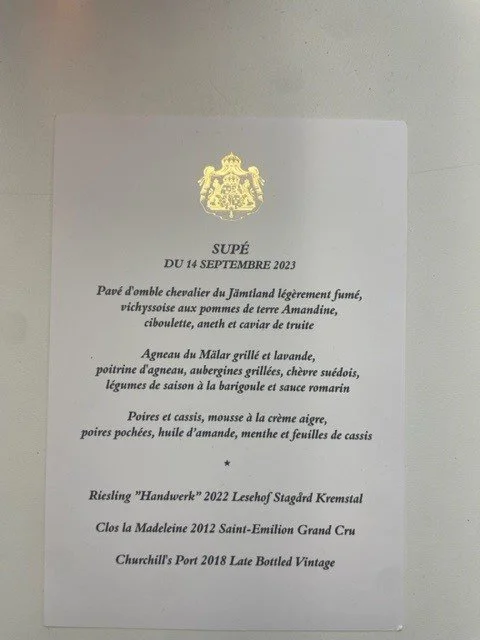 SUPÉ
DU 14 SEPTEMBRE 2023
Pavé d'omble chevalier du Jämtland légèrement fumé,
vichyssoise aux pommes de terre Amandine,
ciboulette, aneth et caviar de truite
Agneau du Mälar grillé et lavande,
poitrine d'agneau, aubergines grillées, chèvre suédois,
légumes de saison à la barigoule et sauce romarin
Poires et cassis, mousse à la crème aigre,
poires pochées, huile d'amande, menthe et feuilles de cassis
★
Riesling ”Handwerk” 2022 Lesehof Stagård Kremstal
Clos la Madeleine 2012 Saint-Emilion Grand Cru
Churchill's Port 2018 Late Bottled Vintage